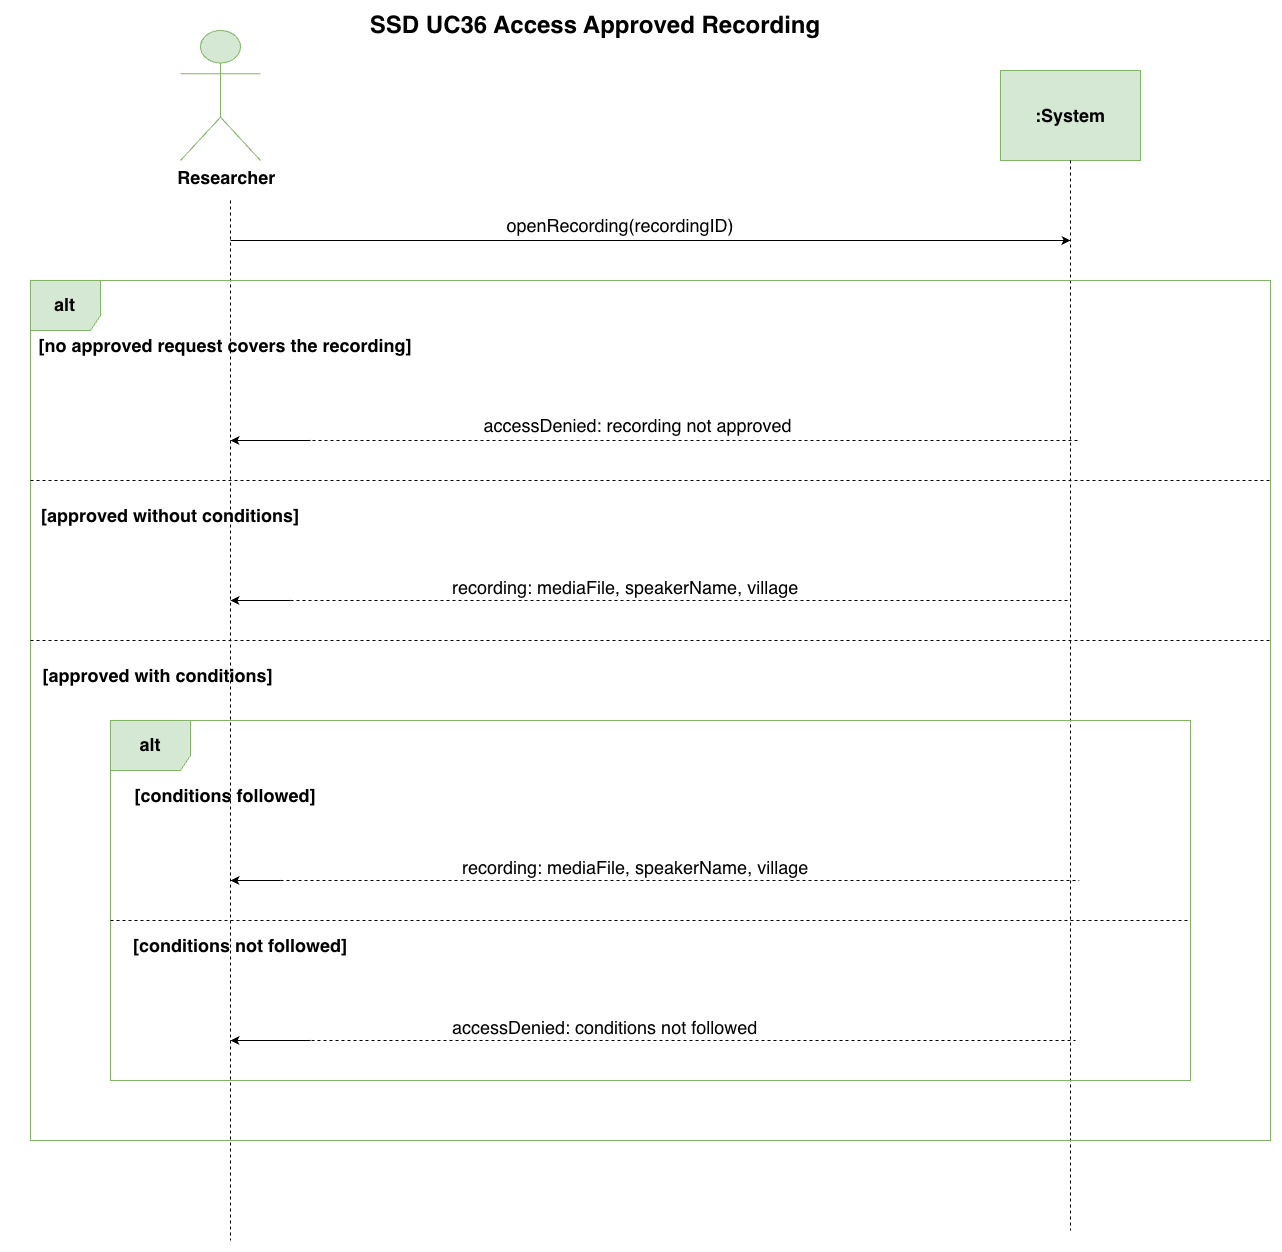 SSD UC36 Access Approved Recording
:System
Researcher
openRecording(recordingID)
alt
[no approved request covers the recording]
accessDenied: recording not approved
[approved without conditions]
recording: mediaFile, speakerName, village
[approved with conditions]
alt
[conditions followed]
recording: mediaFile, speakerName, village
[conditions not followed]
accessDenied: conditions not followed